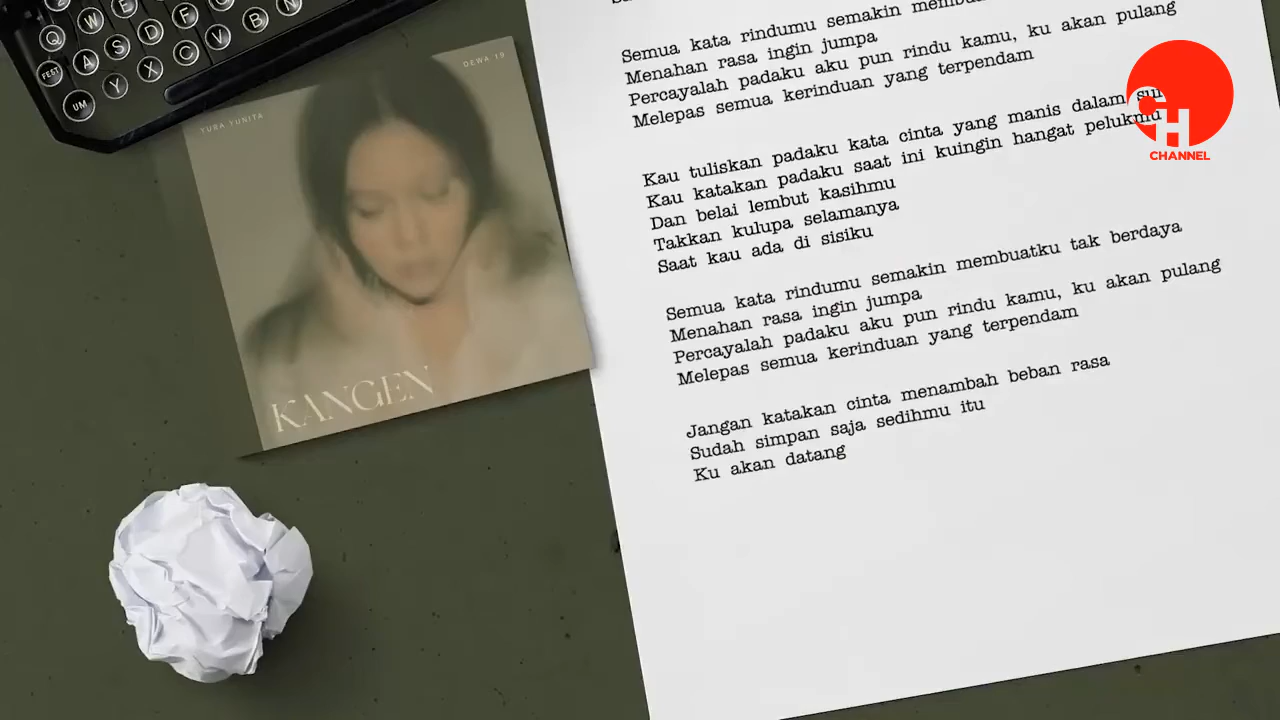 Q W E D F G
FEST A S D F C V B N
UM Y X
YURA YUNITA
DEWA 19
KANGEN
Semua kata rindumu semakin
Menahan rasa ingin jumpa
Percayalah padaku aku pun rindu kamu, ku akan pulang
Melepas semua kerinduan yang terpendam
Kau tuliskan padaku kata cinta yang manis dalam
Kau katakan padaku saat ini kuingin hangat pelukmu
Dan belai lembut kasihmu
Takkan kulupa selamanya
Saat kau ada di sisiku
Semua kata rindumu semakin membuatku tak berdaya
Menahan rasa ingin jumpa
Percayalah padaku aku pun rindu kamu, ku akan pulang
Melepas semua kerinduan yang terpendam
Jangan katakan cinta menambah beban rasa
Sudah simpan saja sedihmu itu
Ku akan datang
CH
CHANNEL